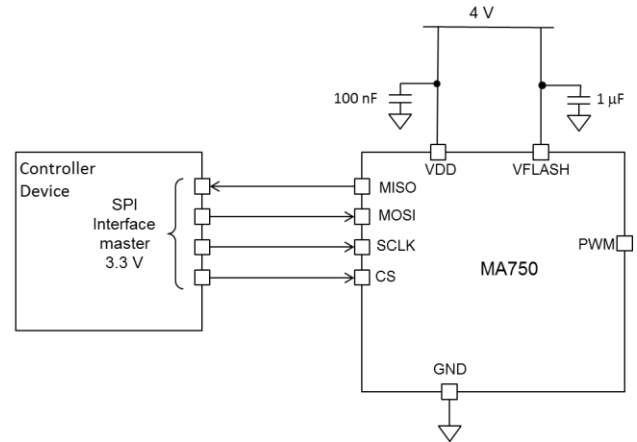 4 V
100 nF
1 µF
Controller
Device
SPI
Interface
master
3.3 V
VDD
VFLASH
MISO
MOSI
SCLK
CS
PWM
MA750
GND